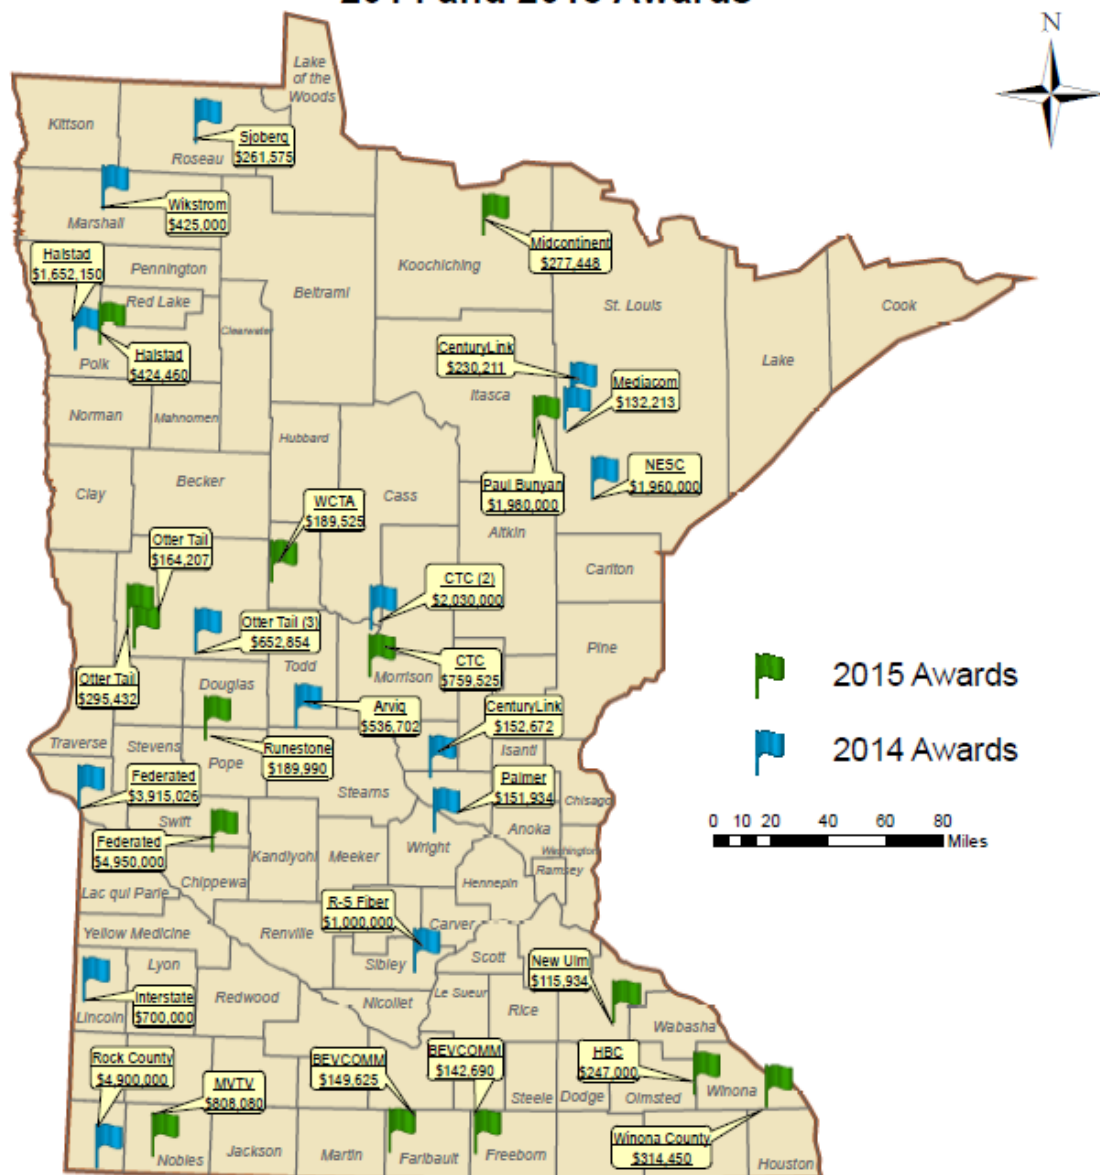 2014 and 2015 Awards
N
Lake
of the
Woods
Kittson
Roseau
Sjoberg
$261,575
Marshall
Wikstrom
$425,000
Midcontinent
$277,448
Koochiching
Halstad
$1,652,150
Pennington
Red Lake
Beltrami
St. Louis
Cook
Lake
Clearwater
Polk
Halstad
$424,460
CenturyLink
$230,211
Itasca
Mediacom
$132,213
Norman
Mahnomen
Hubbard
Clay
Becker
Cass
Paul Bunyan
$1,980,000
NESC
$1,960,000
WCTA
$189,525
Aitkin
Otter Tail
$164,207
Carlton
CTC (2)
$2,030,000
Otter Tail (3)
$652,854
Pine
Todd
Morrison
CTC
$759,525
Otter Tail
$295,432
Douglas
Arvig
$536,702
CenturyLink
$152,672
2015 Awards
2014 Awards
Traverse
Stevens
Pope
Runestone
$189,990
Isanti
Federated
$3,915,026
Stearns
Palmer
$151,934
Chisago
Swift
Anoka
0 10 20 40 60 80
Miles
Federated
$4,950,000
Kandiyohi
Meeker
Wright
Washington
Ramsey
Hennepin
Chippewa
Lac qui Parle
R-S Fiber
$1,000,000
Carver
Yellow Medicine
Renville
Sibley
Scott
New Ulm
$115,934
Lyon
Interstate
$700,000
Lincoln
Redwood
Nicollet
Le Sueur
Rice
Wabasha
Rock County
$4,900,000
MVTV
$808,080
BEVCOMM
$149,625
BEVCOMM
$142,690
HBC
$247,000
Steele
Dodge
Olmsted
Winona
Winona County
$314,450
Nobles
Jackson
Martin
Faribault
Freeborn
Houston